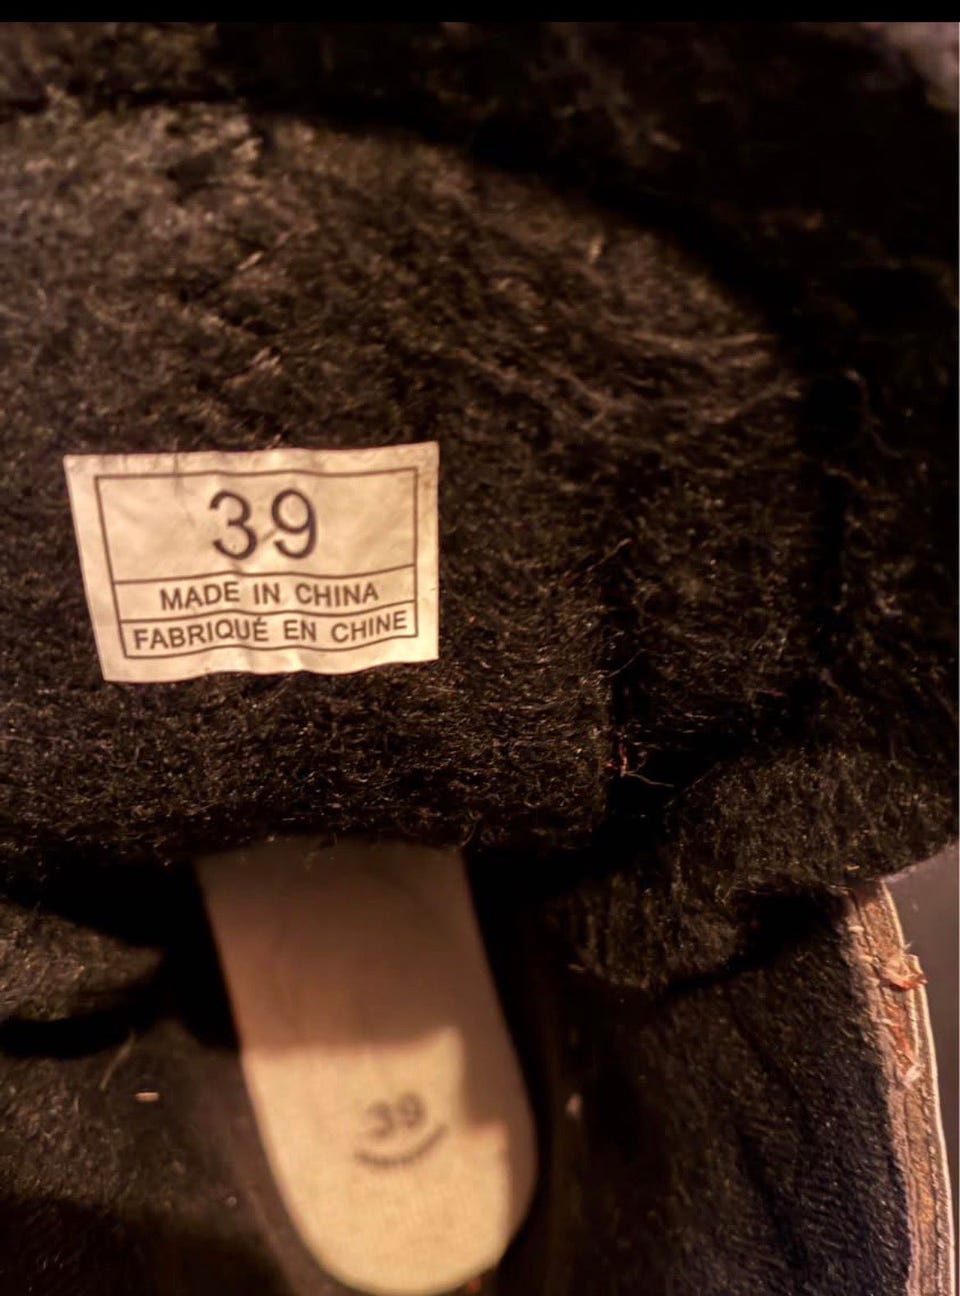 39
MADE IN CHINA
FABRIQUÉ EN CHINE
39